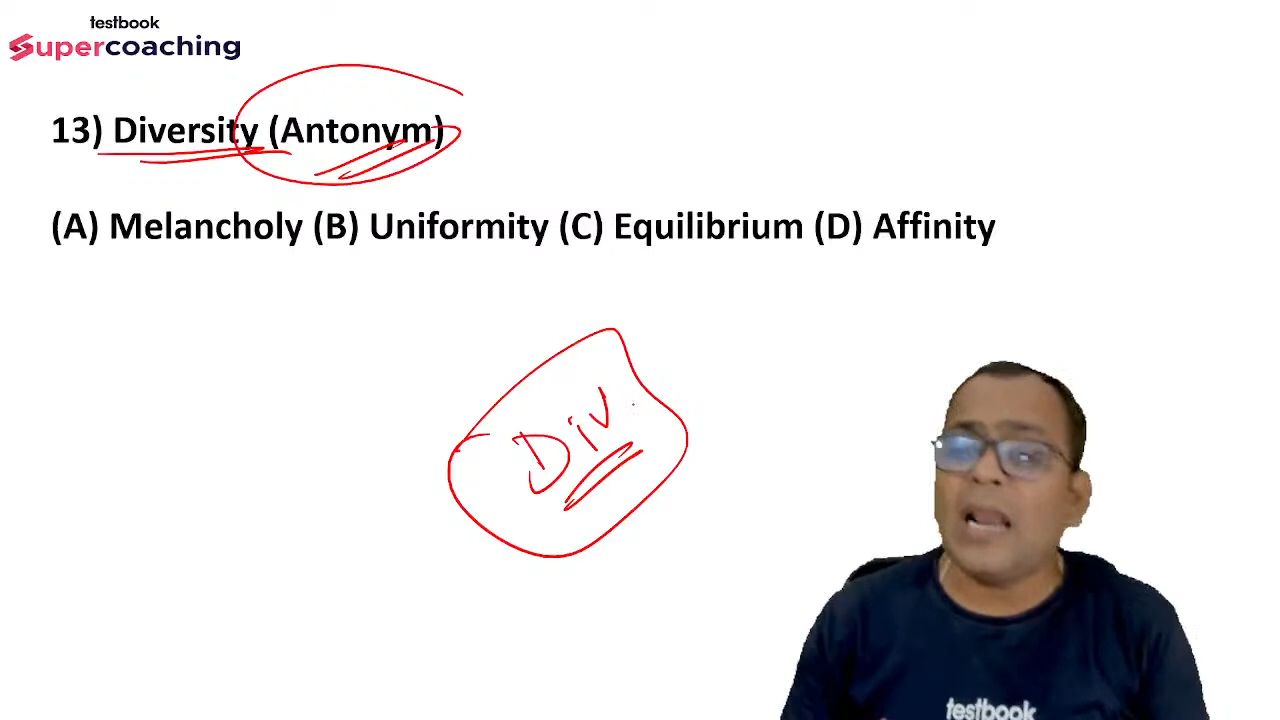 testbook
Supercoaching
13) Diversity (Antonym)
(A) Melancholy (B) Uniformity (C) Equilibrium (D) Affinity
Div
testbook